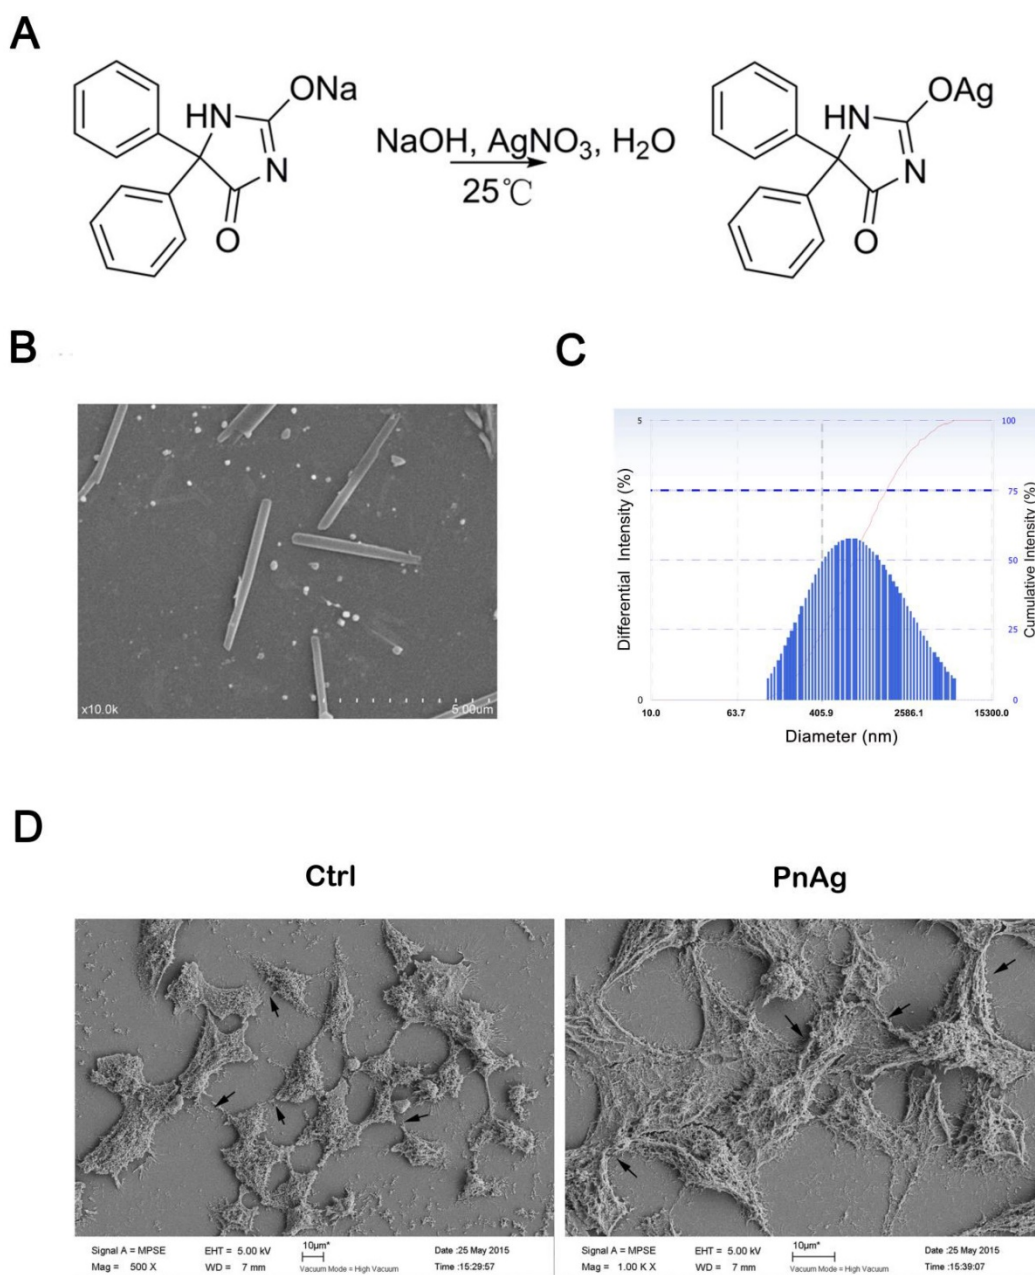 A
ONa
HN
N
O
NaOH, AgNO3, H2O
25℃
OAg
HN
N
O
B
x10.0k
5.00um
C
5
100
75
50
25
0
0
Differential Intensity (%)
Cumulative Intensity (%)
10.0
63.7
405.9
2586.1
15300.0
Diameter (nm)
D
Ctrl
PnAg
Signal A = MPSE
EHT = 5.00 kV
10µm*
Date :25 May 2015
Mag = 500 X
WD = 7 mm
Vacuum Mode = High Vacuum
Time :15:29:57
Signal A = MPSE
EHT = 5.00 kV
10µm*
Date :25 May 2015
Mag = 1.00 K X
WD = 7 mm
Vacuum Mode = High Vacuum
Time :15:39:07